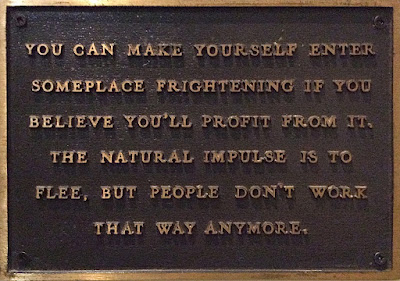 YOU CAN MAKE YOURSELF ENTER
SOMEPLACE FRIGHTENING IF YOU
BELIEVE YOU'LL PROFIT FROM IT.
THE NATURAL IMPULSE IS TO
FLEE, BUT PEOPLE DON'T WORK
THAT WAY ANYMORE.